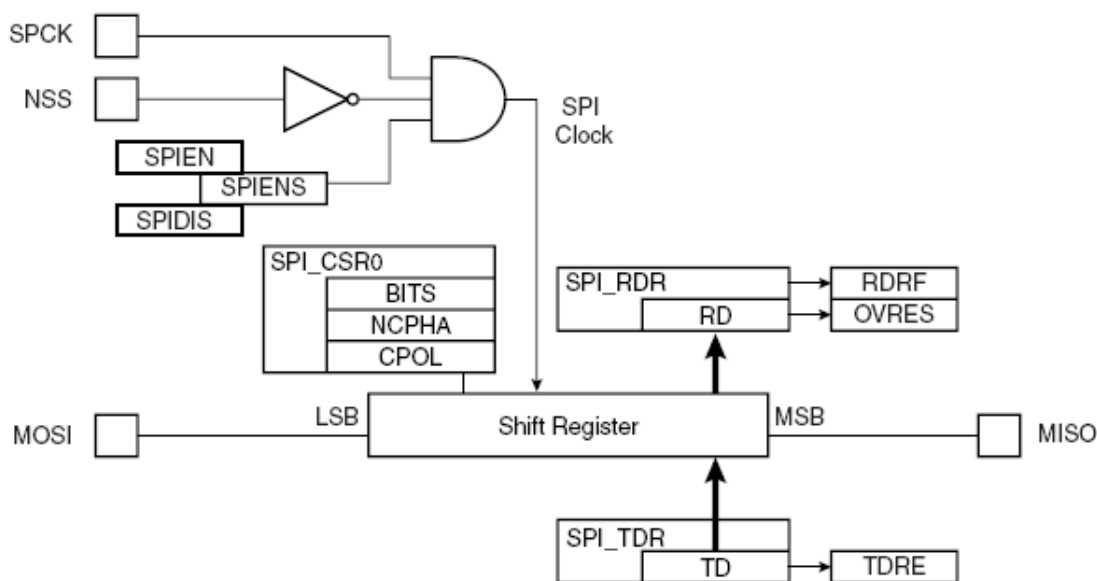 SPCK
NSS
SPI
Clock
SPIEN
SPIENS
SPIDIS
SPI_CSR0
BITS
NCPHA
CPOL
SPI_RDR
RD
RDRF
OVRES
MOSI
LSB
Shift Register
MSB
MISO
SPI_TDR
TD
TDRE